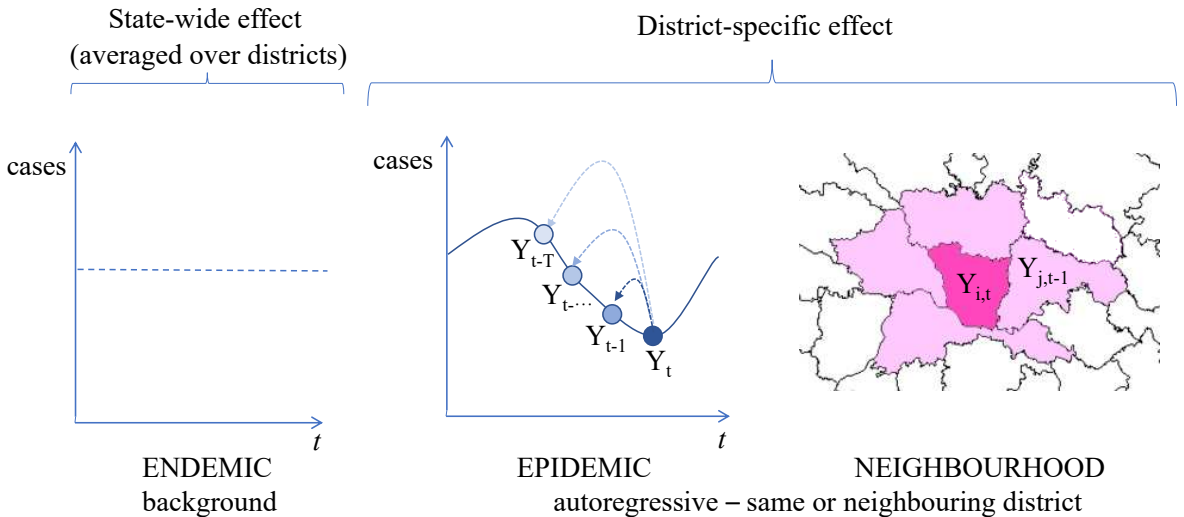 State-wide effect
(averaged over districts)
District-specific effect
cases
t
cases
Y_{t-T}
Y_{t-...}
Y_{t-1}
Y_t
t
Y_{i,t}
Y_{j,t-1}
ENDEMIC
background
EPIDEMIC
NEIGHBOURHOOD
autoregressive – same or neighbouring district